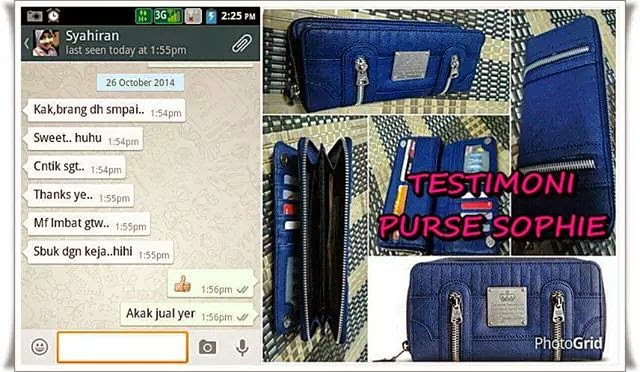 3G
2:25 PM
Syahiran
last seen today at 1:55pm
26 October 2014
Kak,brang dh smpai.. 1:54pm
Sweet.. huhu 1:54pm
Cntik sgt.. 1:54pm
Thanks ye.. 1:55pm
Mf lmbat gtw.. 1:55pm
Sbuk dgn keja..hihi 1:55pm
1:56pm
Akak jual yer 1:56pm
TESTIMONI
PURSE SOPHIE
PhotoGrid